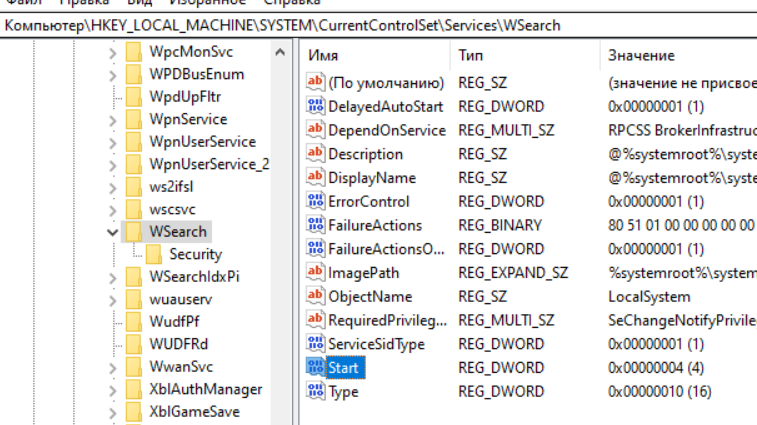 Файл Правка Вид Избранное Справка
Компьютер\HKEY_LOCAL_MACHINE\SYSTEM\CurrentControlSet\Services\WSearch
WpcMonSvc
WPDBusEnum
WpdUpFltr
WpnService
WpnUserService
WpnUserService_2
ws2ifsl
wscsvc
WSearch
Security
WSearchIdxPi
wuauserv
WudfPf
WUDFRd
WwanSvc
XblAuthManager
XblGameSave
Имя Тип Значение
(По умолчанию) REG_SZ (значение не присвое
DelayedAutoStart REG_DWORD 0x00000001 (1)
DependOnService REG_MULTI_SZ RPCSS BrokerInfrastruc
Description REG_SZ @%systemroot%\syste
DisplayName REG_SZ @%systemroot%\syste
ErrorControl REG_DWORD 0x00000001 (1)
FailureActions REG_BINARY 80 51 01 00 00 00 00 00
FailureActionsO... REG_DWORD 0x00000001 (1)
ImagePath REG_EXPAND_SZ %systemroot%\system
ObjectName REG_SZ LocalSystem
RequiredPrivileg... REG_MULTI_SZ SeChangeNotifyPrivile
ServiceSidType REG_DWORD 0x00000001 (1)
Start REG_DWORD 0x00000004 (4)
Type REG_DWORD 0x00000010 (16)